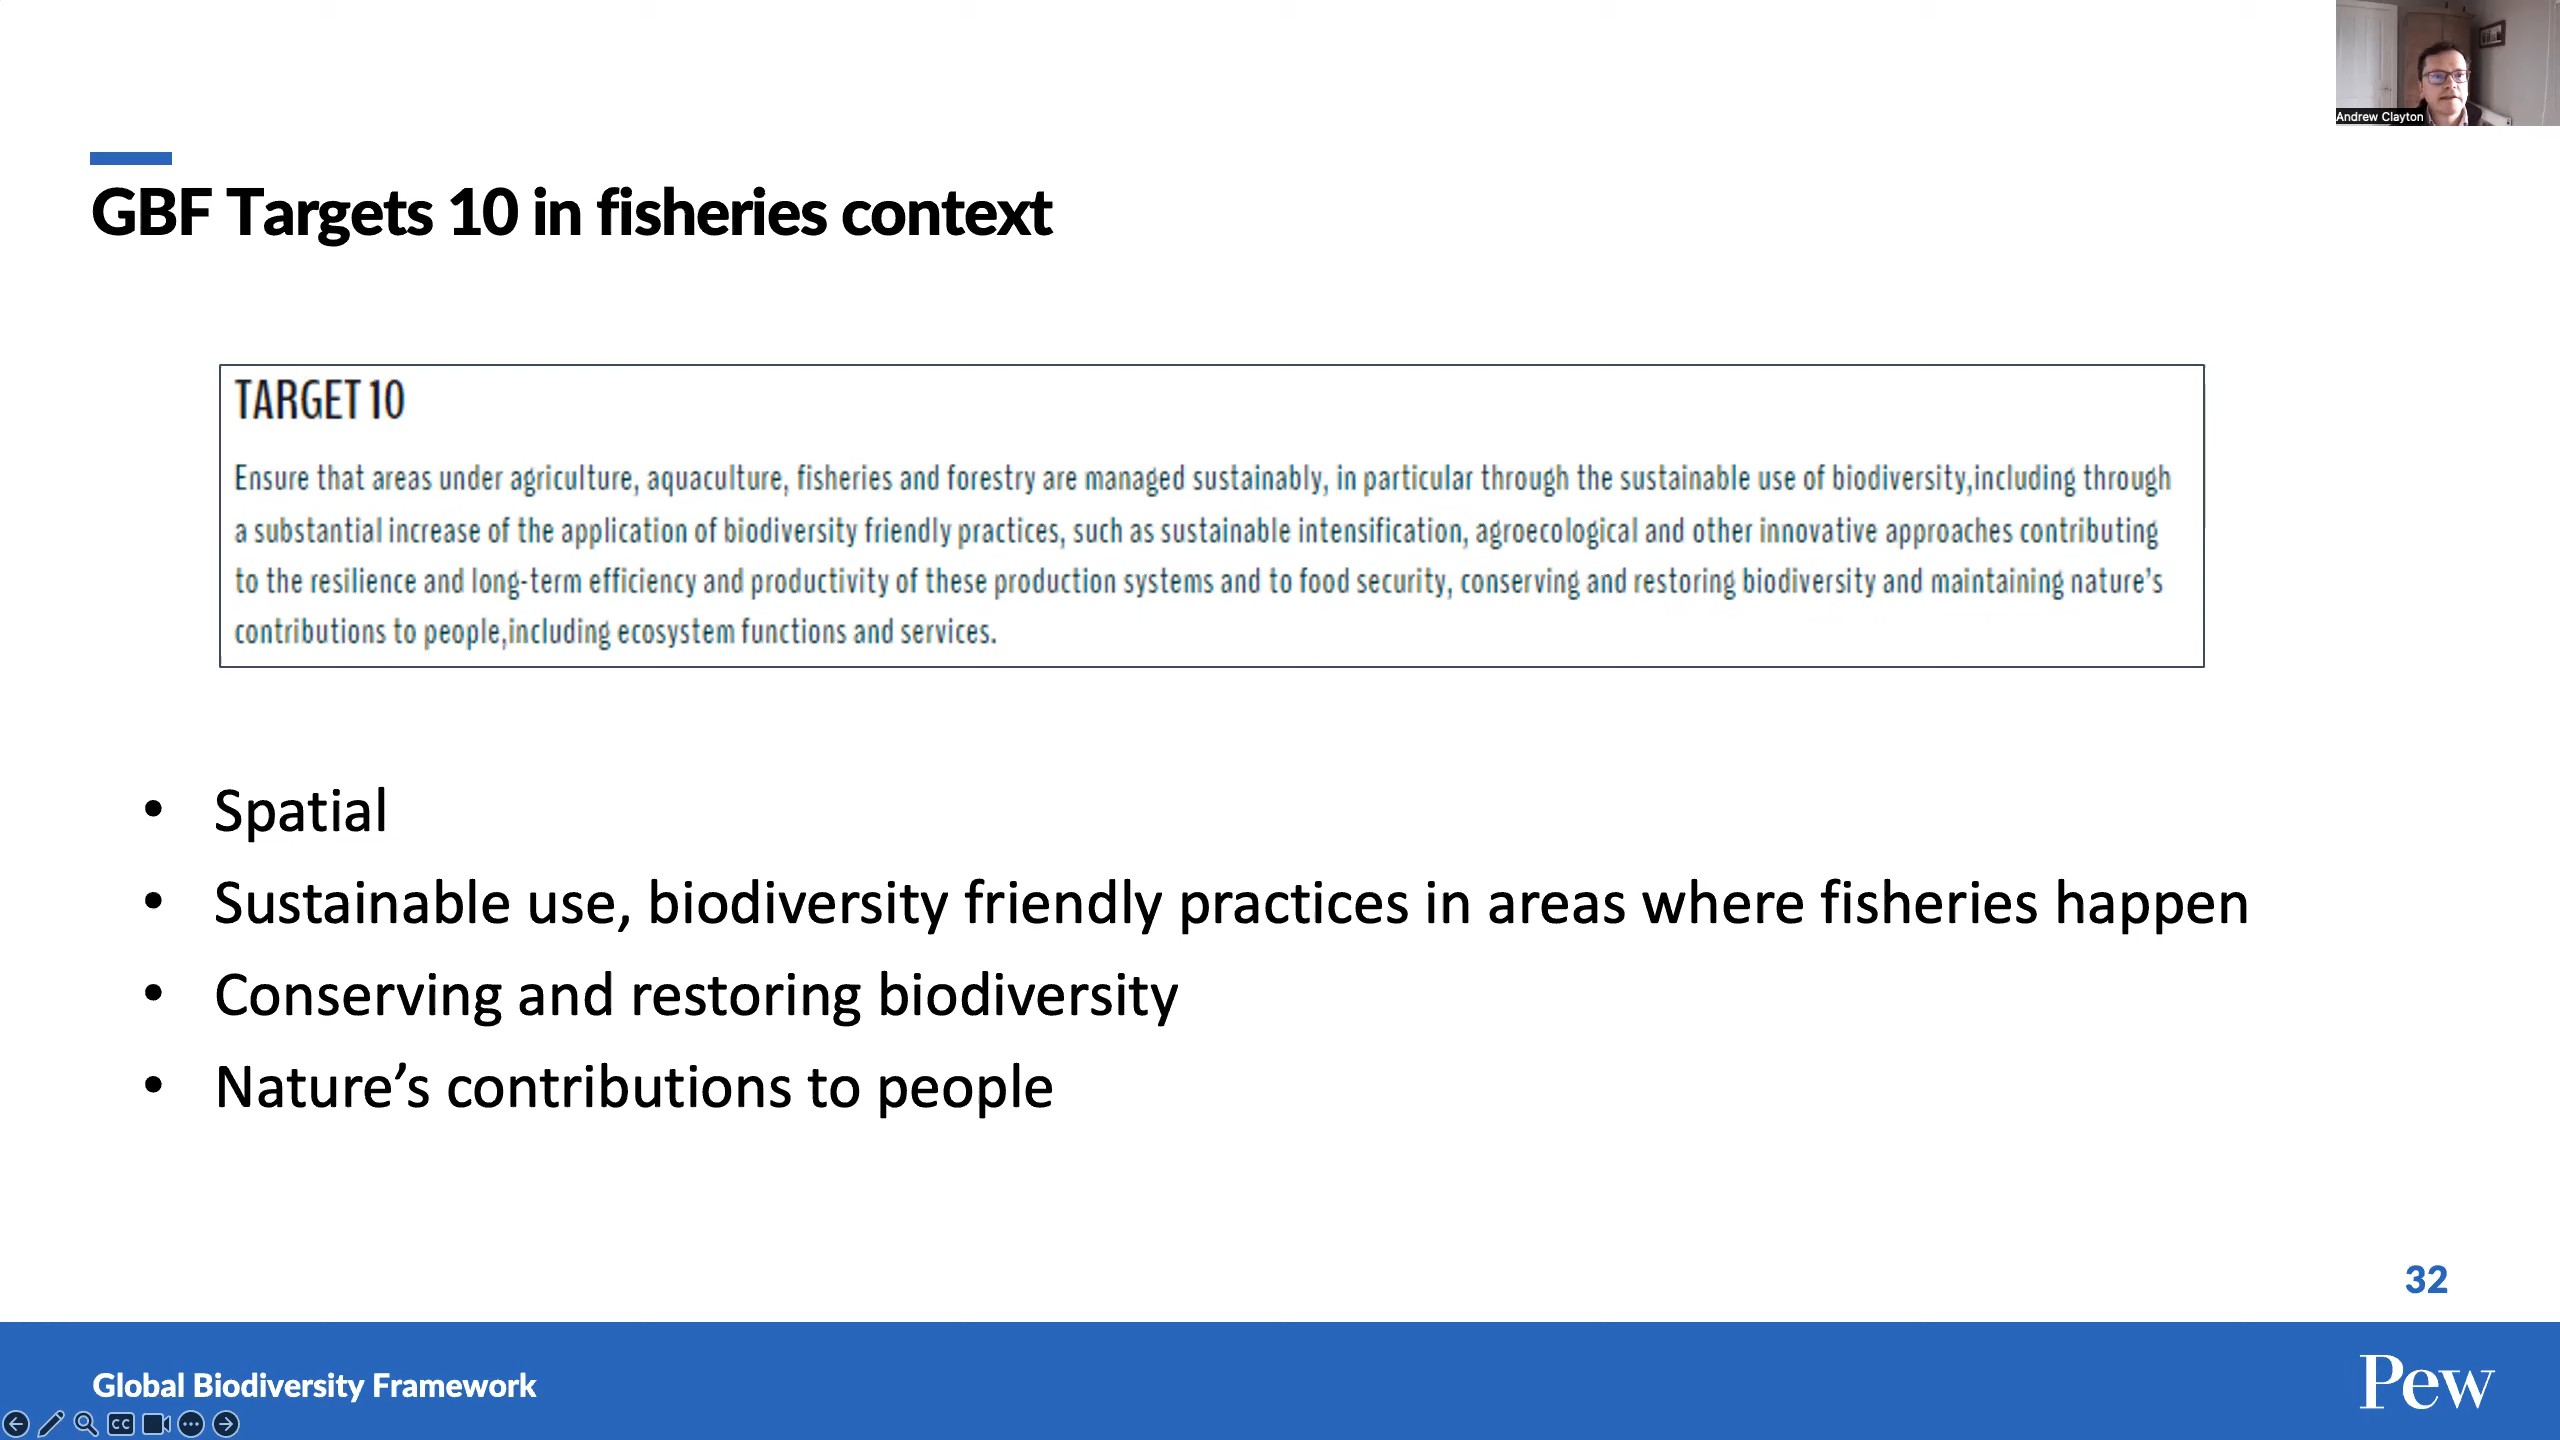 Andrew Clayton
GBF Targets 10 in fisheries context
TARGET 10
Ensure that areas under agriculture, aquaculture, fisheries and forestry are managed sustainably, in particular through the sustainable use of biodiversity,including through
a substantial increase of the application of biodiversity friendly practices, such as sustainable intensification, agroecological and other innovative approaches contributing
to the resilience and long-term efficiency and productivity of these production systems and to food security, conserving and restoring biodiversity and maintaining nature's
contributions to people,including ecosystem functions and services.
• Spatial
• Sustainable use, biodiversity friendly practices in areas where fisheries happen
• Conserving and restoring biodiversity
• Nature’s contributions to people
32
Global Biodiversity Framework
Pew
CC